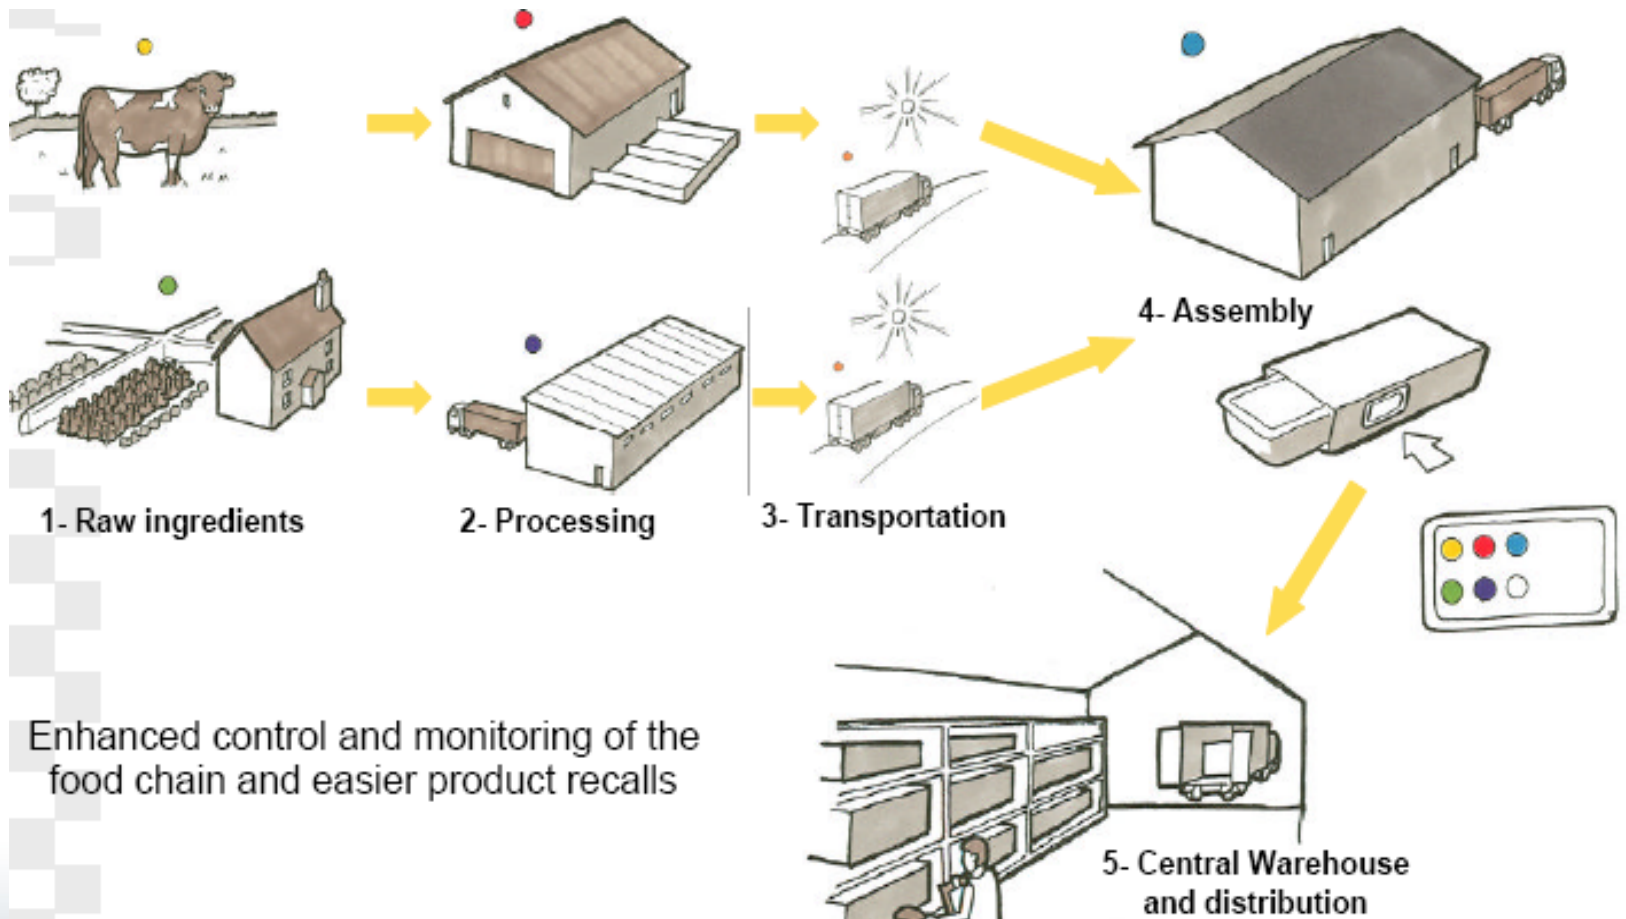 4- Assembly
1- Raw ingredients
2- Processing
3- Transportation
Enhanced control and monitoring of the
food chain and easier product recalls
5- Central Warehouse
and distribution